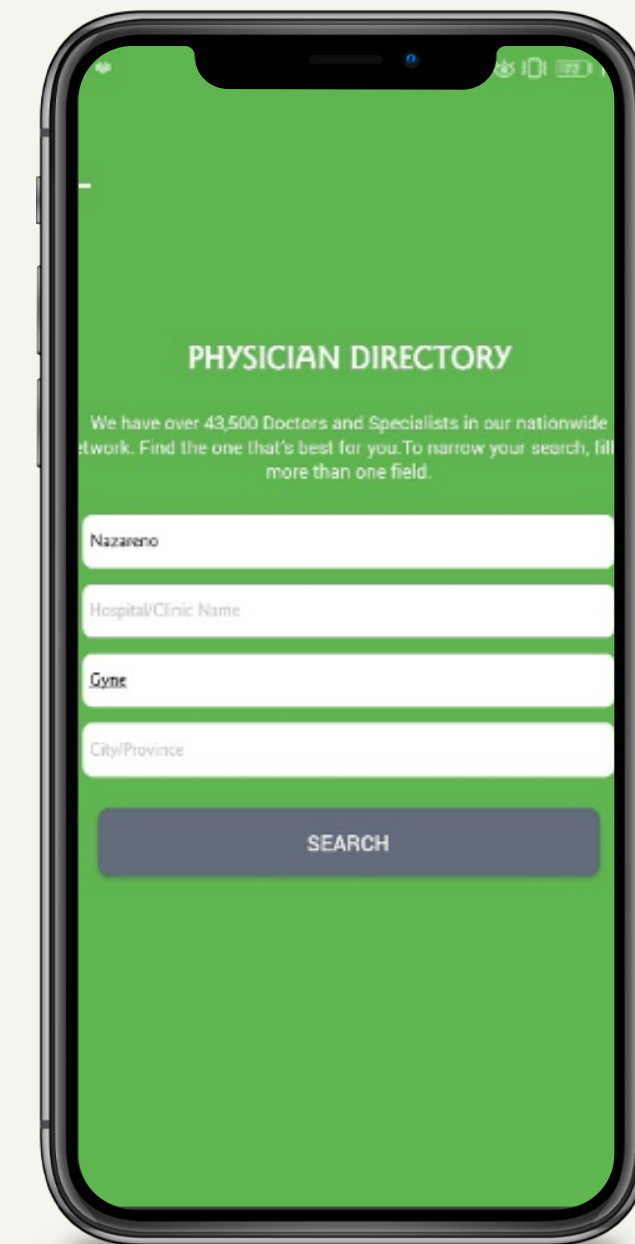 72
PHYSICIAN DIRECTORY
We have over 43,500 Doctors and Specialists in our nationwide
etwork. Find the one that's best for you.To narrow your search, fill
more than one field.
Nazareno
Hospital/Clinic Name
Gyne
City/Province
SEARCH